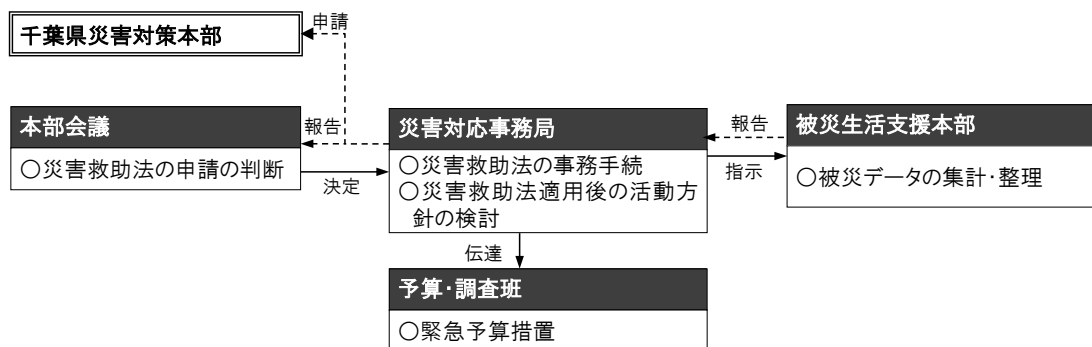 千葉県災害対策本部
申請
本部会議
○災害救助法の申請の判断
報告
決定
災害対応事務局
○災害救助法の事務手続
○災害救助法適用後の活動方
針の検討
報告
指示
被災生活支援本部
○被災データの集計・整理
伝達
予算・調査班
○緊急予算措置